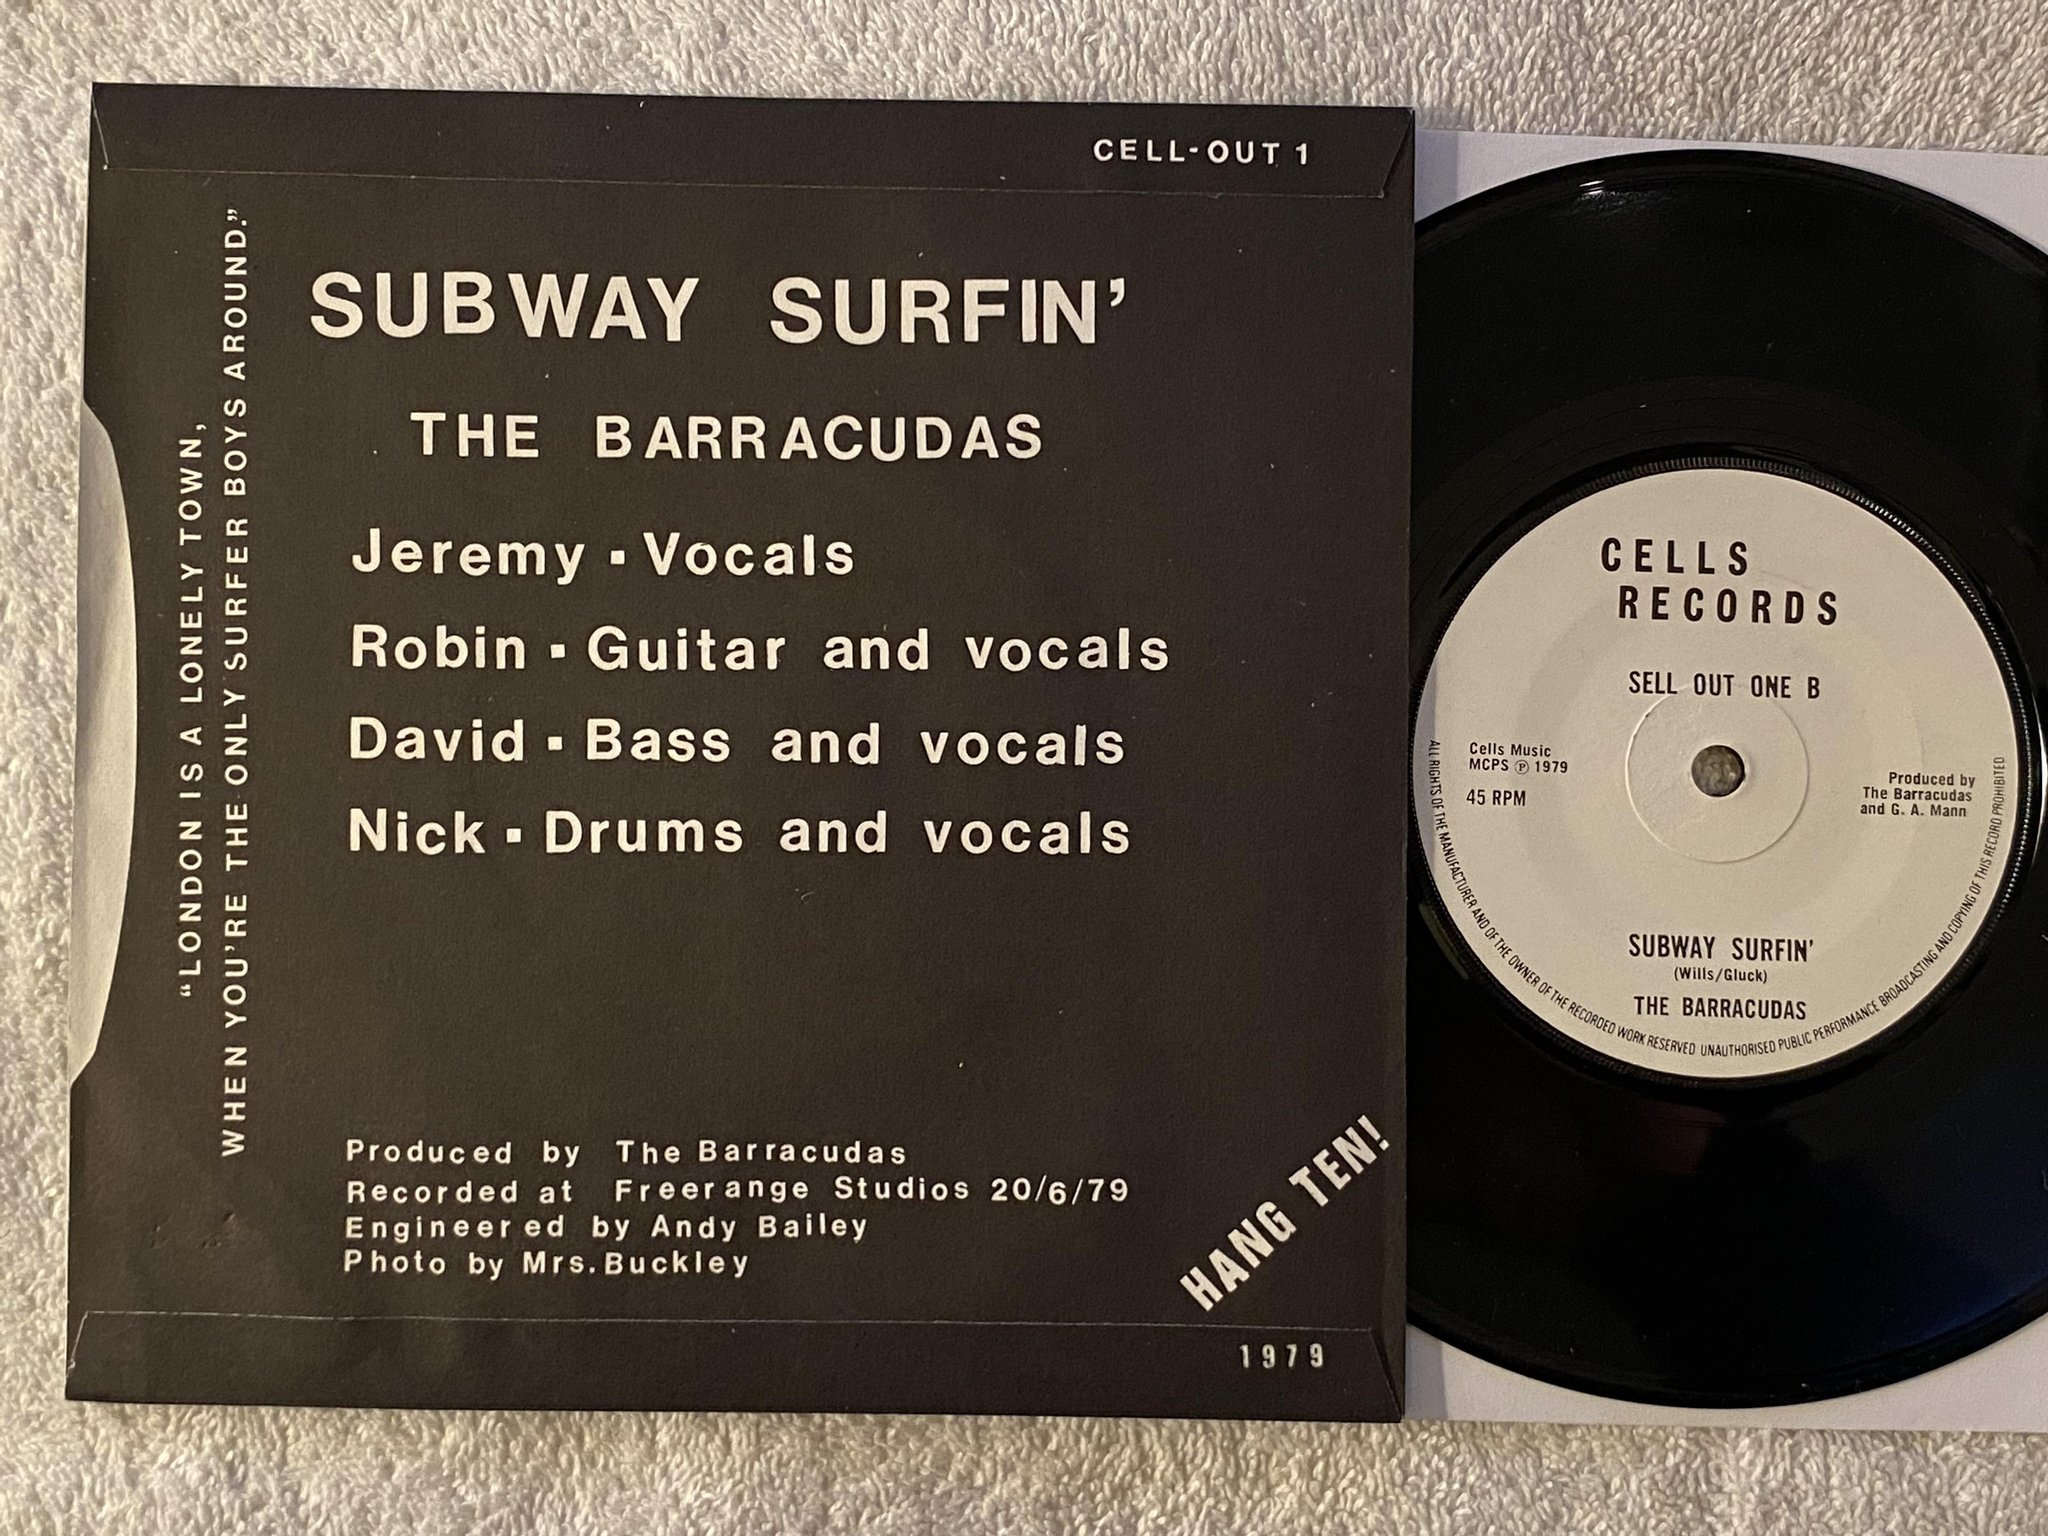 CELL-OUT 1
"LONDON IS A LONELY TOWN,
WHEN YOU'RE THE ONLY SURFER BOYS AROUND."
SUBWAY SURFIN'
THE BARRACUDAS
Jeremy ▪ Vocals
Robin ▪ Guitar and vocals
David ▪ Bass and vocals
Nick ▪ Drums and vocals
Produced by The Barracudas
Recorded at Freerange Studios 20/6/79
Engineered by Andy Bailey
Photo by Mrs. Buckley
HANG TEN!
1979
CELLS
RECORDS
SELL OUT ONE B
Cells Music
MCPS ℗ 1979
45 RPM
Produced by
The Barracudas
and G. A. Mann
SUBWAY SURFIN'
(Wills/Gluck)
THE BARRACUDAS
ALL RIGHTS OF THE MANUFACTURER AND OF THE OWNER OF THE RECORDED WORK RESERVED UNAUTHORISED PUBLIC PERFORMANCE BROADCASTING AND COPYING OF THIS RECORD PROHIBITED